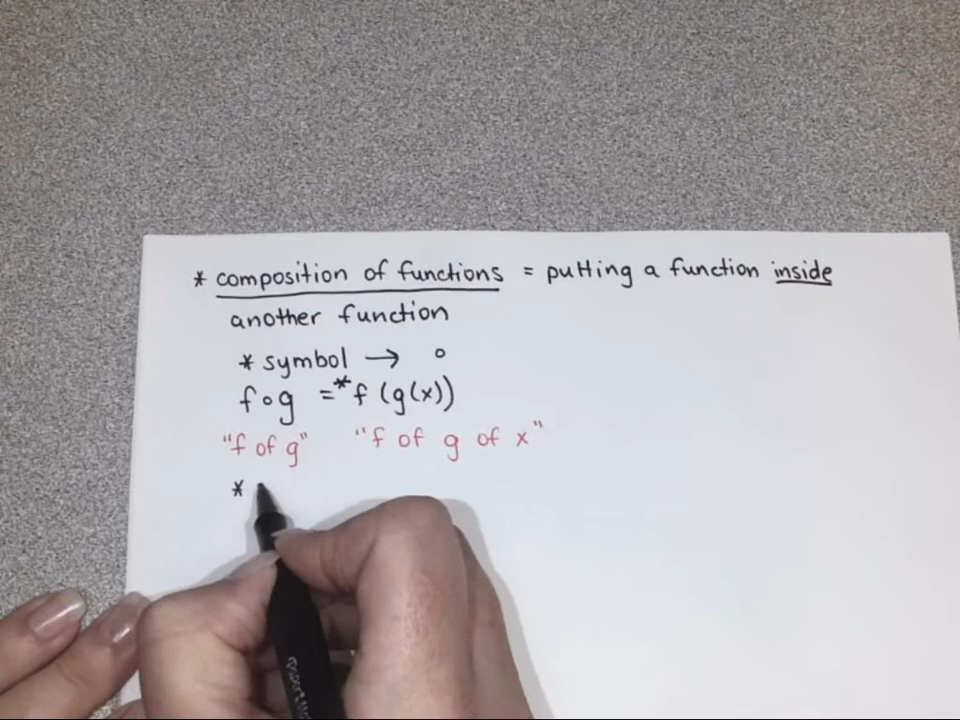 * composition of functions = putting a function inside
another function
* symbol → ∘
f∘g =*f(g(x))
"f of g" "f of g of x"
*